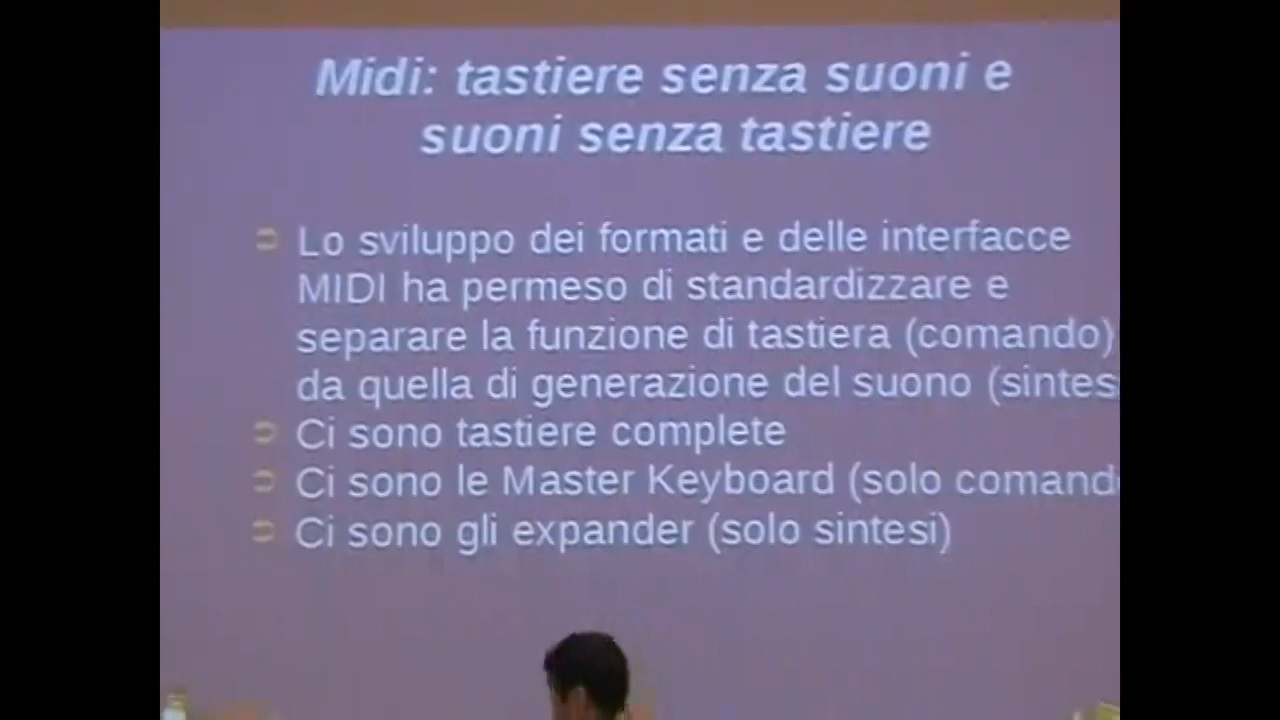 Midi: tastiere senza suoni e
suoni senza tastiere
Lo sviluppo dei formati e delle interfacce
MIDI ha permeso di standardizzare e
separare la funzione di tastiera (comando)
da quella di generazione del suono (sintes
Ci sono tastiere complete
Ci sono le Master Keyboard (solo comand
Ci sono gli expander (solo sintesi)